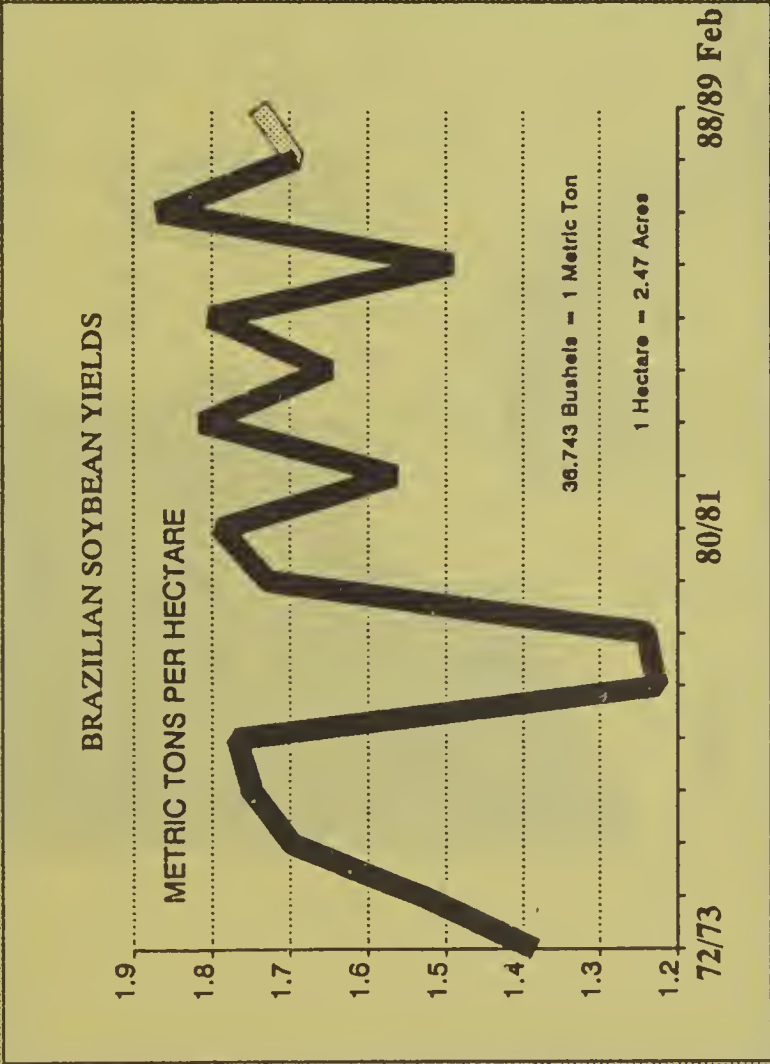 BRAZILIAN SOYBEAN YIELDS
METRIC TONS PER HECTARE
1.9
1.8
1.7
1.6
1.5
1.4
1.3
1.2
36.743 Bushels = 1 Metric Ton
1 Hectare = 2.47 Acres
72/73
80/81
88/89 Feb